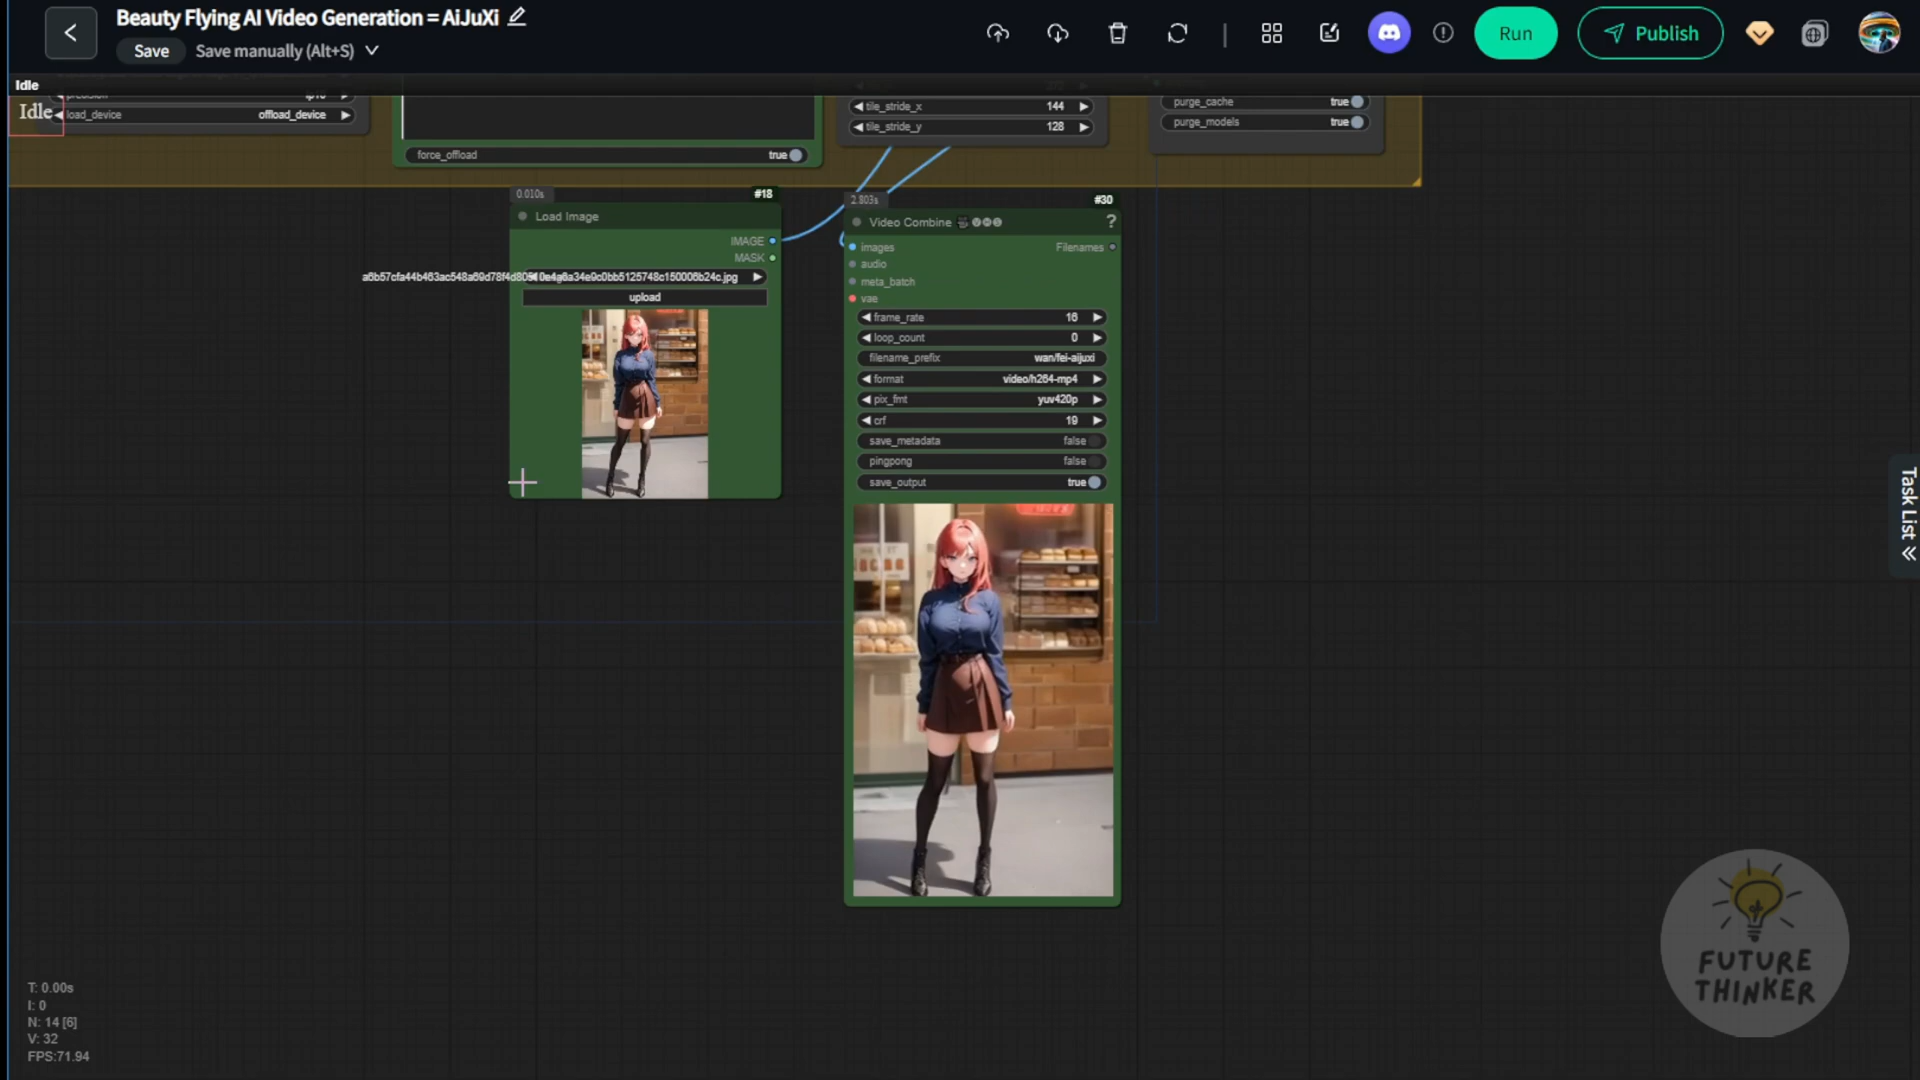 Beauty Flying AI Video Generation = AiJuXi
Save
Save manually (Alt+S)
Run
Publish
Idle
Idle
load_device
offload_device
force_offload
true
tile_stride_x
144
tile_stride_y
128
purge_cache
true
purge_models
true
0.010s
#18
Load Image
IMAGE
MASK
upload
2.803s
#30
Video Combine
?
images
Filenames
audio
meta_batch
vae
frame_rate
16
loop_count
0
filename_prefix
wan/fei-aijuxi
format
video/h264-mp4
pix_fmt
yuv420p
crf
19
save_metadata
false
pingpong
false
save_output
true
Task List
T: 0.00s
I: 0
N: 14 [6]
V: 32
FPS:71.94
FUTURE
THINKER